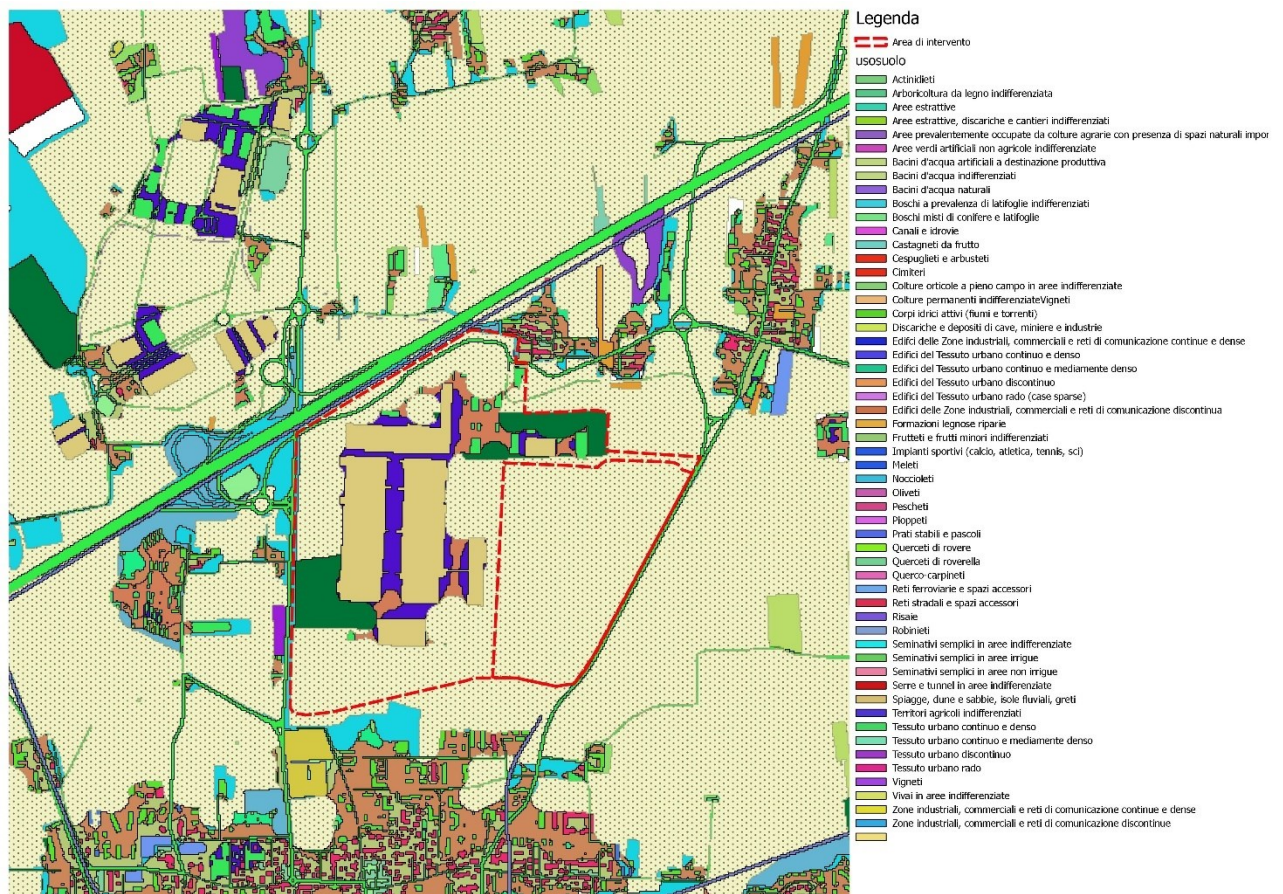 Legenda
Area di intervento
usosuolo
Actinidieti
Arboricoltura da legno indifferenziata
Aree estrattive
Aree estrattive, discariche e cantieri indifferenziati
Aree prevalentemente occupate da colture agrarie con presenza di spazi naturali impor
Aree verdi artificiali non agricole indifferenziate
Bacini d'acqua artificiali a destinazione produttiva
Bacini d'acqua indifferenziati
Bacini d'acqua naturali
Boschi a prevalenza di latifoglie indifferenziati
Boschi misti di conifere e latifoglie
Canali e idrovie
Castagneti da frutto
Cespuglieti e arbusteti
Cimiteri
Colture orticole a pieno campo in aree indifferenziate
Colture permanenti indifferenziateVigneti
Corpi idrici attivi (fiumi e torrenti)
Discariche e depositi di cave, miniere e industrie
Edifci delle Zone industriali, commerciali e reti di comunicazione continue e dense
Edifici del Tessuto urbano continuo e denso
Edifici del Tessuto urbano continuo e mediamente denso
Edifici del Tessuto urbano discontinuo
Edifici del Tessuto urbano rado (case sparse)
Edifici delle Zone industriali, commerciali e reti di comunicazione discontinua
Formazioni legnose riparie
Frutteti e frutti minori indifferenziati
Impianti sportivi (calcio, atletica, tennis, sci)
Meleti
Noccioleti
Oliveti
Pescheti
Pioppeti
Prati stabili e pascoli
Querceti di rovere
Querceti di roverella
Querco-carpineti
Reti ferroviarie e spazi accessori
Reti stradali e spazi accessori
Risaie
Robinieti
Seminativi semplici in aree indifferenziate
Seminativi semplici in aree irrigue
Seminativi semplici in aree non irrigue
Serre e tunnel in aree indifferenziate
Spiagge, dune e sabbie, isole fluviali, greti
Territori agricoli indifferenziati
Tessuto urbano continuo e denso
Tessuto urbano continuo e mediamente denso
Tessuto urbano discontinuo
Tessuto urbano rado
Vigneti
Vivai in aree indifferenziate
Zone industriali, commerciali e reti di comunicazione continue e dense
Zone industriali, commerciali e reti di comunicazione discontinue